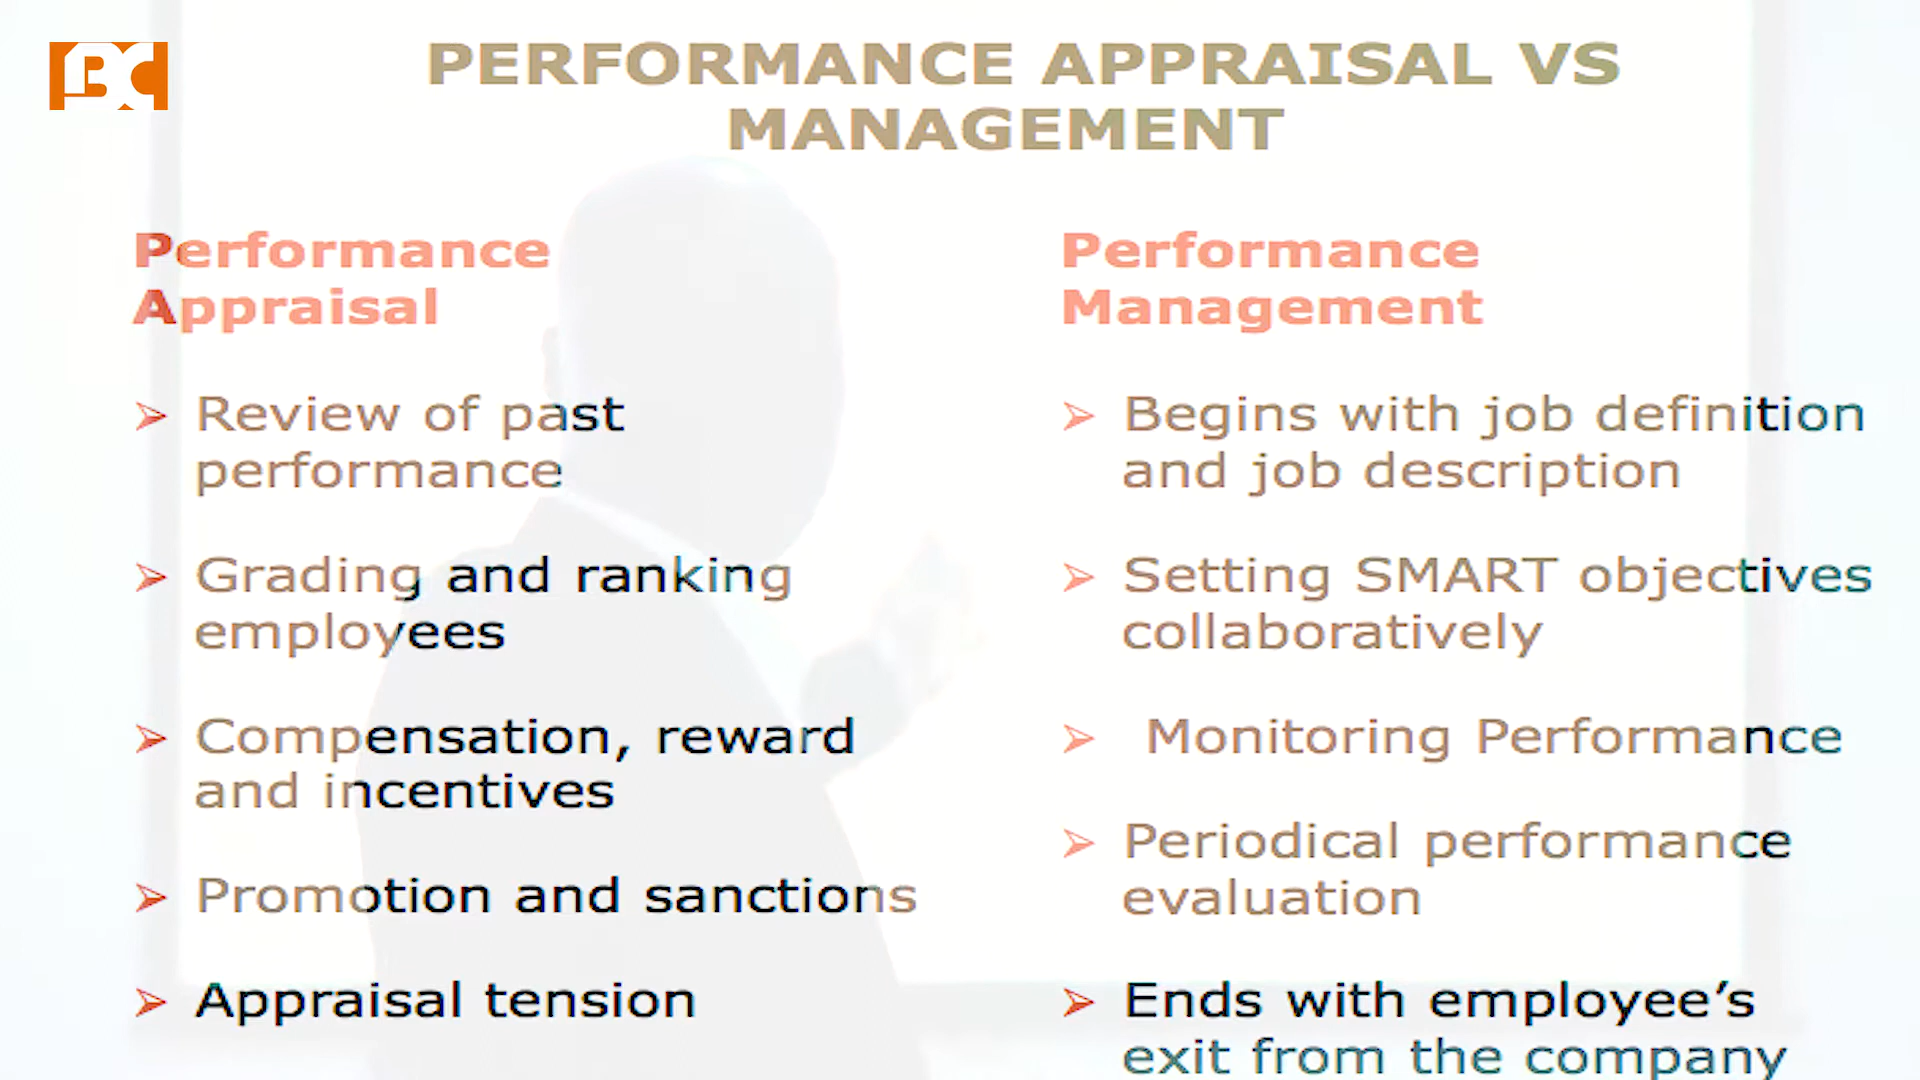 BC
PERFORMANCE APPRAISAL VS
MANAGEMENT
Performance
Appraisal
➢ Review of past
performance
➢ Grading and ranking
employees
➢ Compensation, reward
and incentives
➢ Promotion and sanctions
➢ Appraisal tension
Performance
Management
➢ Begins with job definition
and job description
➢ Setting SMART objectives
collaboratively
➢ Monitoring Performance
➢ Periodical performance
evaluation
➢ Ends with employee’s
exit from the company